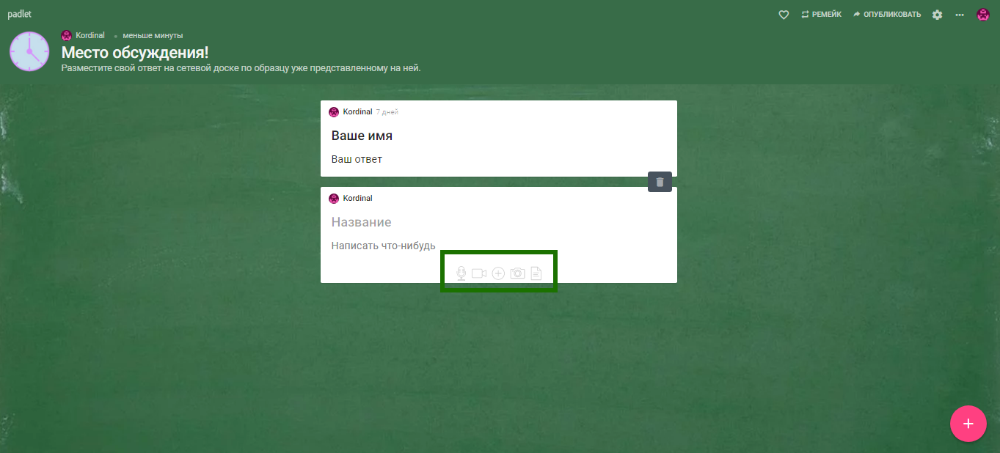 padlet
РЕМЕЙК
ОПУБЛИКОВАТЬ
Kordinal • меньше минуты
Место обсуждения!
Разместите свой ответ на сетевой доске по образцу уже представленному на ней.
Kordinal 7 дней
Ваше имя
Ваш ответ
Kordinal
Название
Написать что-нибудь